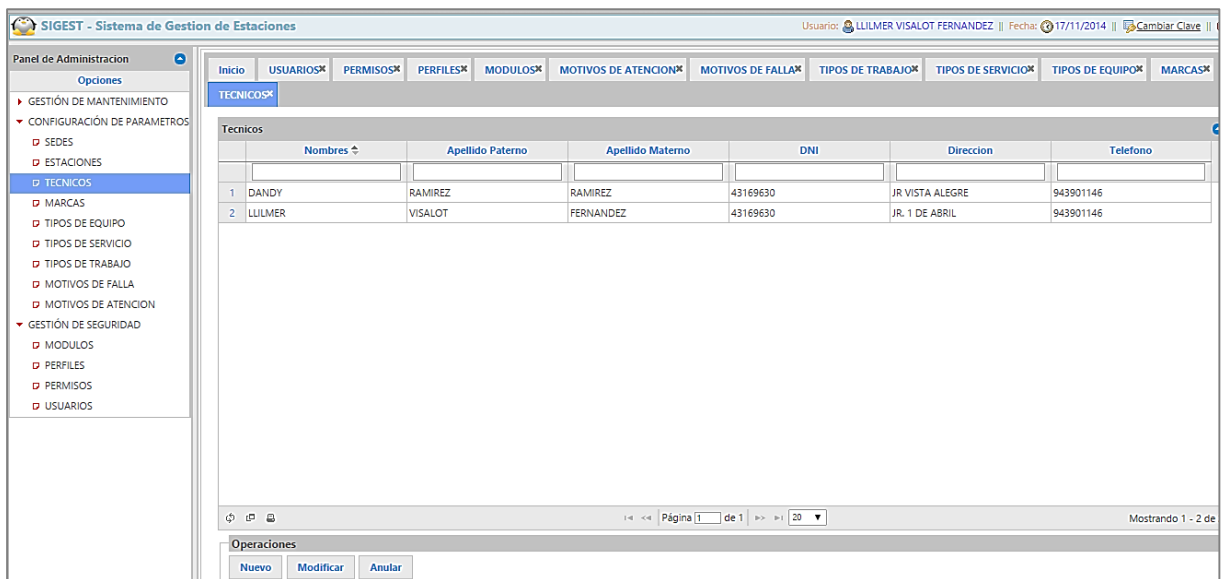 SIGEST - Sistema de Gestion de Estaciones
Usuario: LLILMER VISALOT FERNANDEZ || Fecha: 17/11/2014 || Cambiar Clave ||
Panel de Administracion
Opciones
GESTIÓN DE MANTENIMIENTO
CONFIGURACIÓN DE PARAMETROS
SEDES
ESTACIONES
TECNICOS
MARCAS
TIPOS DE EQUIPO
TIPOS DE SERVICIO
TIPOS DE TRABAJO
MOTIVOS DE FALLA
MOTIVOS DE ATENCION
GESTIÓN DE SEGURIDAD
MODULOS
PERFILES
PERMISOS
USUARIOS
Inicio USUARIOS PERMISOS PERFILES MODULOS MOTIVOS DE ATENCION MOTIVOS DE FALLA TIPOS DE TRABAJO TIPOS DE SERVICIO TIPOS DE EQUIPO MARCAS
TECNICOS
Tecnicos
Nombres Apellido Paterno Apellido Materno DNI Direccion Telefono
1 DANDY RAMIREZ RAMIREZ 43169630 JR VISTA ALEGRE 943901146
2 LLILMER VISALOT FERNANDEZ 43169630 JR. 1 DE ABRIL 943901146
Página 1 de 1 20 Mostrando 1 - 2 de
Operaciones
Nuevo Modificar Anular